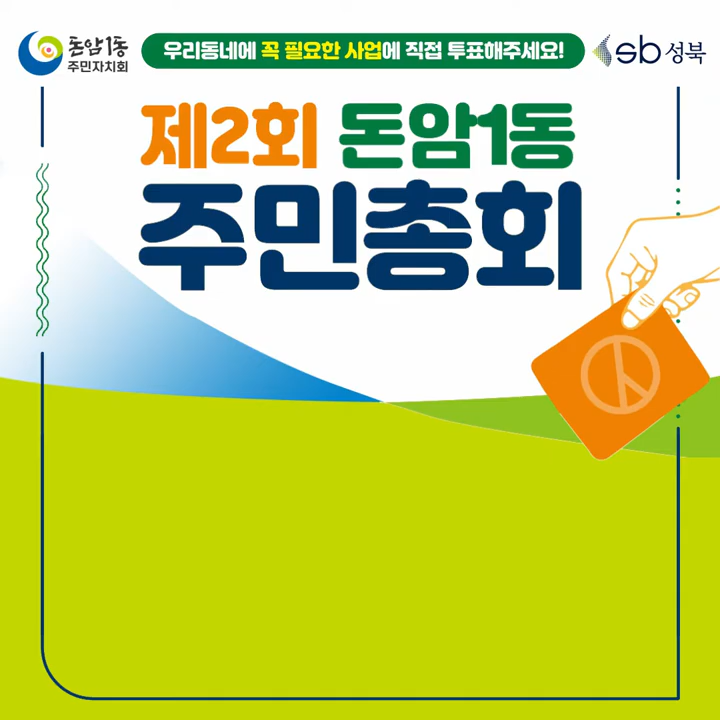 돈암1동
주민자치회
우리동네에 꼭 필요한 사업에 직접 투표해주세요!
sb 성북
제2회 돈암1동
주민총회